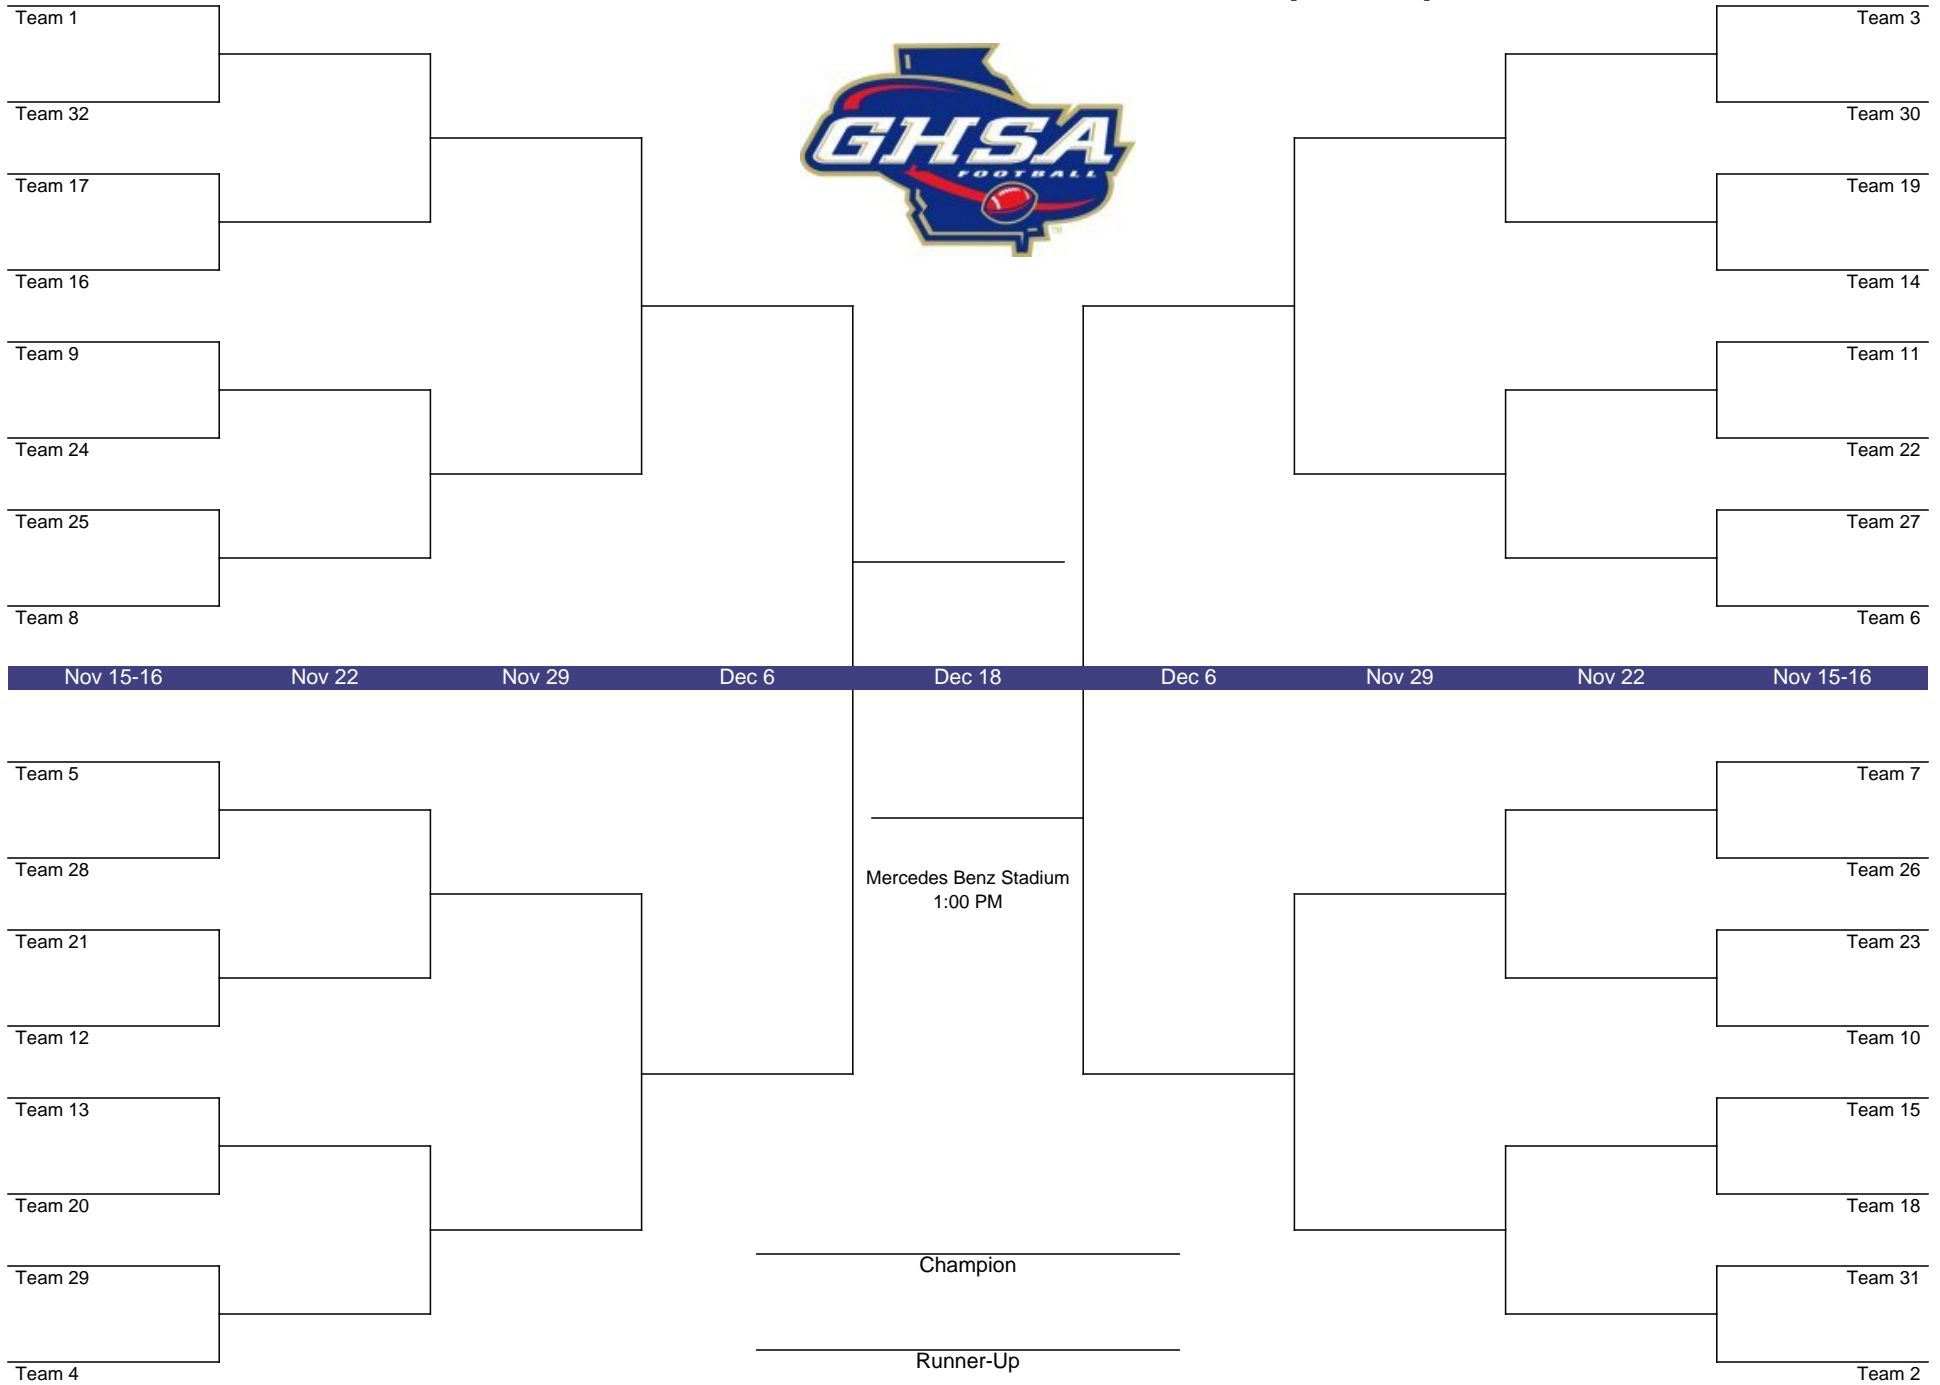 Team 1
Team 32
Team 17
Team 16
Team 9
Team 24
Team 25
Team 8
GHSA
FOOTBALL
TM
Team 3
Team 30
Team 19
Team 14
Team 11
Team 22
Team 27
Team 6
Nov 15-16 Nov 22 Nov 29 Dec 6 Dec 18 Dec 6 Nov 29 Nov 22 Nov 15-16
Team 5
Team 28
Team 21
Team 12
Team 13
Team 20
Team 29
Team 4
Mercedes Benz Stadium
1:00 PM
Champion
Runner-Up
Team 7
Team 26
Team 23
Team 10
Team 15
Team 18
Team 31
Team 2